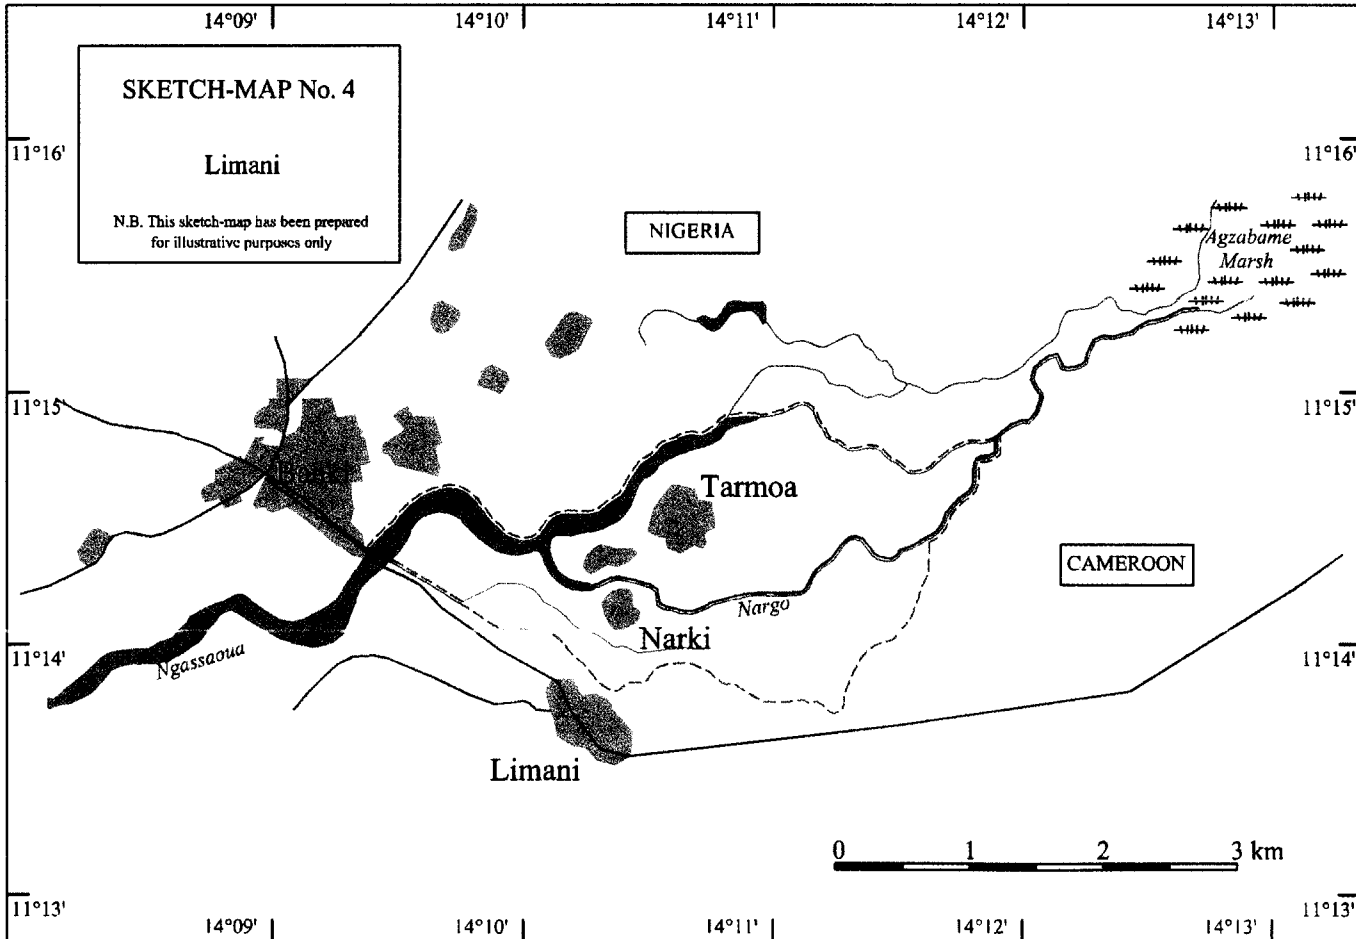 14°09' 14°10' 14°11' 14°12' 14°13'
SKETCH-MAP No. 4
Limani
N.B. This sketch-map has been prepared
for illustrative purposes only
11°16' 11°16'
NIGERIA
Agzabame
Marsh
11°15' 11°15'
Tarmoa
CAMEROON
Nargo
Narki
11°14' 11°14'
Ngassaoua
Limani
0 1 2 3 km
11°13' 11°13'
14°09' 14°10' 14°11' 14°12' 14°13'